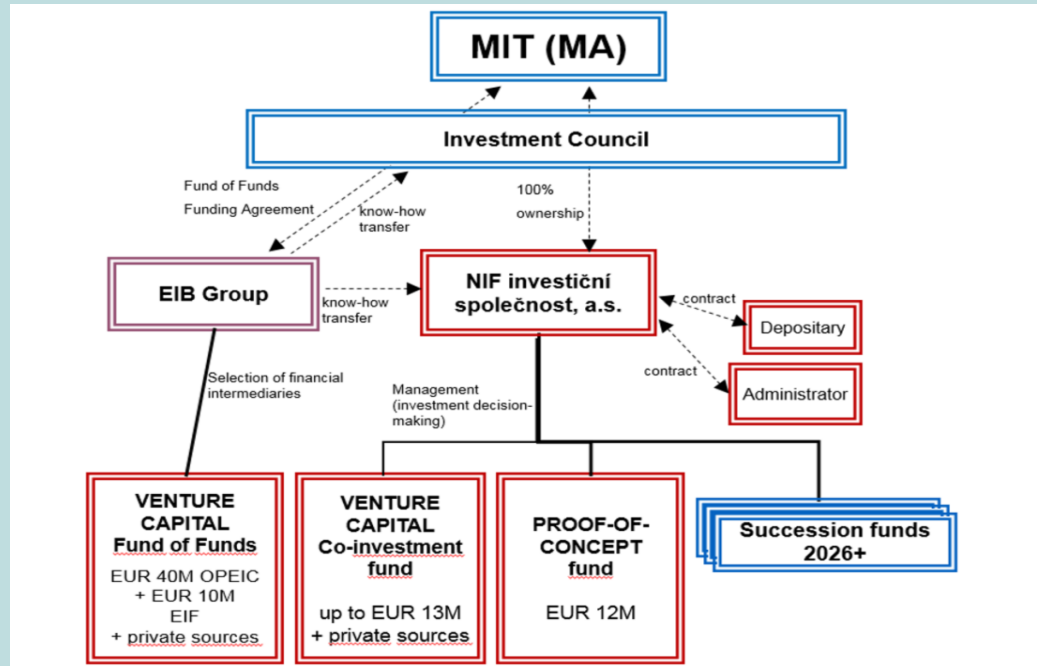 MIT (MA)
Investment Council
Fund of Funds
Funding Agreement
know-how
transfer
100%
ownership
EIB Group
know-how
transfer
NIF investiční
společnost, a.s.
contract
Depositary
contract
Administrator
Selection of financial
intermediaries
Management
(investment decision-
making)
VENTURE
CAPITAL
Fund of Funds
EUR 40M OPEIC
+ EUR 10M
EIF
+ private sources
VENTURE
CAPITAL
Co-investment
fund
up to EUR 13M
+ private sources
PROOF-OF-
CONCEPT
fund
EUR 12M
Succession funds
2026+